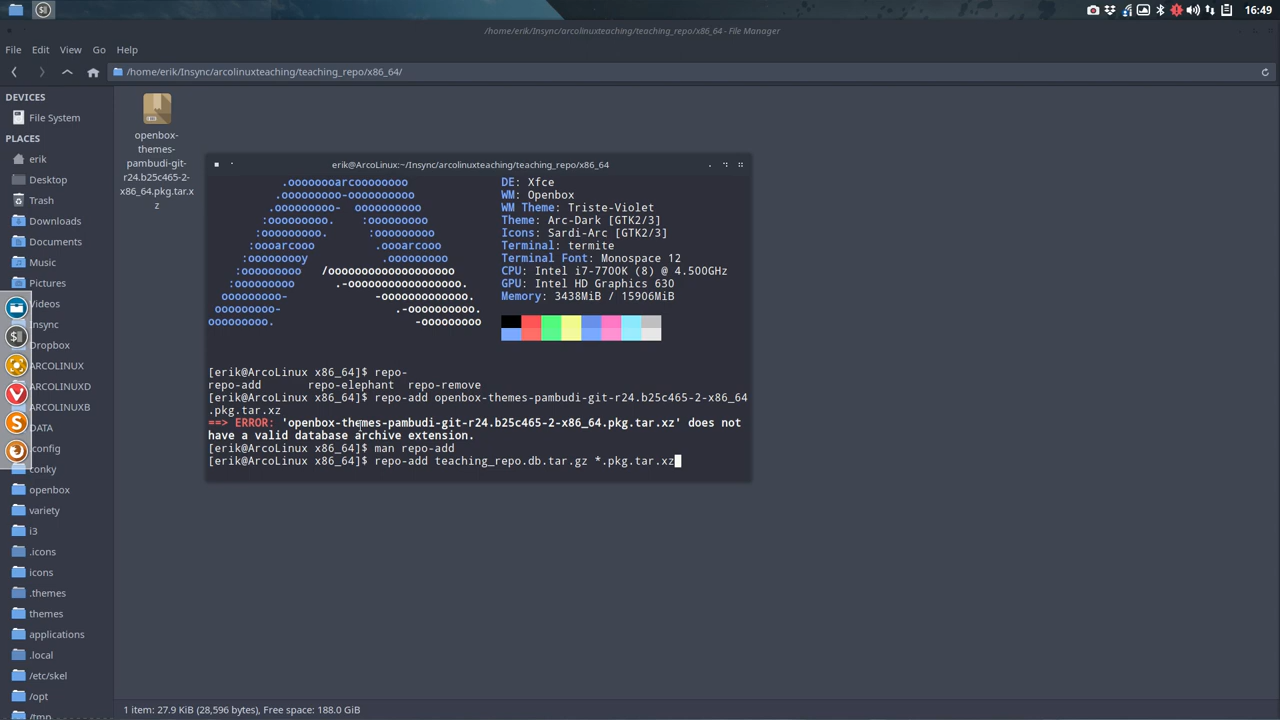 16:49
/home/erik/Insync/arcolinuxteaching/teaching_repo/x86_64 - File Manager
File Edit View Go Help
/home/erik/Insync/arcolinuxteaching/teaching_repo/x86_64/
DEVICES
File System
PLACES
erik
Desktop
Trash
Downloads
Documents
Music
Pictures
Videos
Insync
Dropbox
ARCOLINUX
ARCOLINUXD
ARCOLINUXB
DATA
.config
conky
openbox
variety
i3
.icons
icons
.themes
themes
applications
.local
/etc/skel
/opt
/tmp
openbox-
themes-
pambudi-git-
r24.b25c465-2-
x86_64.pkg.tar.x
z
erik@ArcoLinux:~/Insync/arcolinuxteaching/teaching_repo/x86_64
.oooooooarcooooooooo
.oooooooooo-oooooooooo
.ooooooooo-   ooooooooo
:ooooooooo.    :ooooooooo
:ooooooooo.      :ooooooooo
:oooarcooo         .oooarcooo
:ooooooooy           .ooooooooo
:ooooooooo   /ooooooooooooooooooo
:ooooooooo      .-ooooooooooooooooo.
ooooooooo-             -ooooooooooooo.
ooooooooo-                 .-oooooooooo.
ooooooooo.                     -ooooooooo
DE: Xfce
WM: Openbox
WM Theme: Triste-Violet
Theme: Arc-Dark [GTK2/3]
Icons: Sardi-Arc [GTK2/3]
Terminal: termite
Terminal Font: Monospace 12
CPU: Intel i7-7700K (8) @ 4.500GHz
GPU: Intel HD Graphics 630
Memory: 3438MiB / 15906MiB
[erik@ArcoLinux x86_64]$ repo-
repo-add       repo-elephant  repo-remove
[erik@ArcoLinux x86_64]$ repo-add openbox-themes-pambudi-git-r24.b25c465-2-x86_64
.pkg.tar.xz
==> ERROR: 'openbox-themes-pambudi-git-r24.b25c465-2-x86_64.pkg.tar.xz' does not
have a valid database archive extension.
[erik@ArcoLinux x86_64]$ man repo-add
[erik@ArcoLinux x86_64]$ repo-add teaching_repo.db.tar.gz *.pkg.tar.xz
1 item: 27.9 KiB (28,596 bytes), Free space: 188.0 GiB